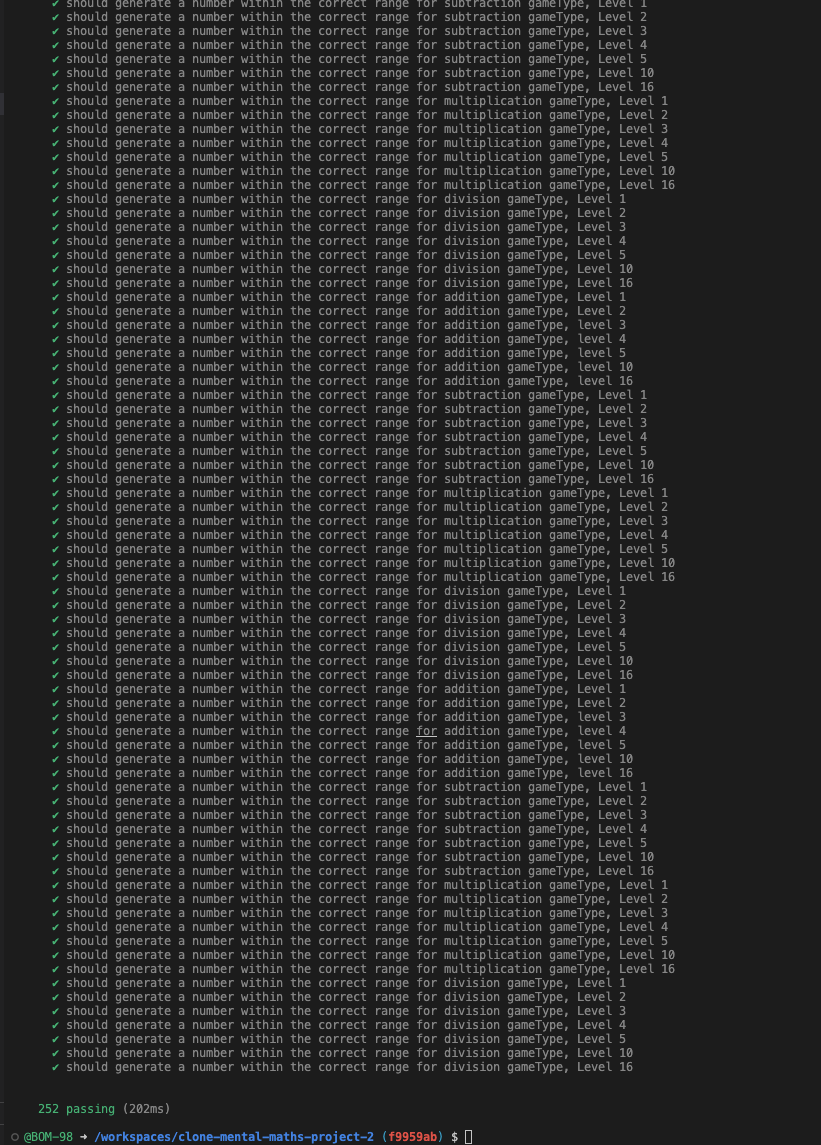 ✔ should generate a number within the correct range for subtraction gameType, Level 1
✔ should generate a number within the correct range for subtraction gameType, Level 2
✔ should generate a number within the correct range for subtraction gameType, Level 3
✔ should generate a number within the correct range for subtraction gameType, Level 4
✔ should generate a number within the correct range for subtraction gameType, Level 5
✔ should generate a number within the correct range for subtraction gameType, Level 10
✔ should generate a number within the correct range for subtraction gameType, Level 16
✔ should generate a number within the correct range for multiplication gameType, Level 1
✔ should generate a number within the correct range for multiplication gameType, Level 2
✔ should generate a number within the correct range for multiplication gameType, Level 3
✔ should generate a number within the correct range for multiplication gameType, Level 4
✔ should generate a number within the correct range for multiplication gameType, Level 5
✔ should generate a number within the correct range for multiplication gameType, Level 10
✔ should generate a number within the correct range for multiplication gameType, Level 16
✔ should generate a number within the correct range for division gameType, Level 1
✔ should generate a number within the correct range for division gameType, Level 2
✔ should generate a number within the correct range for division gameType, Level 3
✔ should generate a number within the correct range for division gameType, Level 4
✔ should generate a number within the correct range for division gameType, Level 5
✔ should generate a number within the correct range for division gameType, Level 10
✔ should generate a number within the correct range for division gameType, Level 16
✔ should generate a number within the correct range for addition gameType, Level 1
✔ should generate a number within the correct range for addition gameType, Level 2
✔ should generate a number within the correct range for addition gameType, level 3
✔ should generate a number within the correct range for addition gameType, level 4
✔ should generate a number within the correct range for addition gameType, level 5
✔ should generate a number within the correct range for addition gameType, level 10
✔ should generate a number within the correct range for addition gameType, level 16
✔ should generate a number within the correct range for subtraction gameType, Level 1
✔ should generate a number within the correct range for subtraction gameType, Level 2
✔ should generate a number within the correct range for subtraction gameType, Level 3
✔ should generate a number within the correct range for subtraction gameType, Level 4
✔ should generate a number within the correct range for subtraction gameType, Level 5
✔ should generate a number within the correct range for subtraction gameType, Level 10
✔ should generate a number within the correct range for subtraction gameType, Level 16
✔ should generate a number within the correct range for multiplication gameType, Level 1
✔ should generate a number within the correct range for multiplication gameType, Level 2
✔ should generate a number within the correct range for multiplication gameType, Level 3
✔ should generate a number within the correct range for multiplication gameType, Level 4
✔ should generate a number within the correct range for multiplication gameType, Level 5
✔ should generate a number within the correct range for multiplication gameType, Level 10
✔ should generate a number within the correct range for multiplication gameType, Level 16
✔ should generate a number within the correct range for division gameType, Level 1
✔ should generate a number within the correct range for division gameType, Level 2
✔ should generate a number within the correct range for division gameType, Level 3
✔ should generate a number within the correct range for division gameType, Level 4
✔ should generate a number within the correct range for division gameType, Level 5
✔ should generate a number within the correct range for division gameType, Level 10
✔ should generate a number within the correct range for division gameType, Level 16
✔ should generate a number within the correct range for addition gameType, Level 1
✔ should generate a number within the correct range for addition gameType, Level 2
✔ should generate a number within the correct range for addition gameType, level 3
✔ should generate a number within the correct range for addition gameType, level 4
✔ should generate a number within the correct range for addition gameType, level 5
✔ should generate a number within the correct range for addition gameType, level 10
✔ should generate a number within the correct range for addition gameType, level 16
✔ should generate a number within the correct range for subtraction gameType, Level 1
✔ should generate a number within the correct range for subtraction gameType, Level 2
✔ should generate a number within the correct range for subtraction gameType, Level 3
✔ should generate a number within the correct range for subtraction gameType, Level 4
✔ should generate a number within the correct range for subtraction gameType, Level 5
✔ should generate a number within the correct range for subtraction gameType, Level 10
✔ should generate a number within the correct range for subtraction gameType, Level 16
✔ should generate a number within the correct range for multiplication gameType, Level 1
✔ should generate a number within the correct range for multiplication gameType, Level 2
✔ should generate a number within the correct range for multiplication gameType, Level 3
✔ should generate a number within the correct range for multiplication gameType, Level 4
✔ should generate a number within the correct range for multiplication gameType, Level 5
✔ should generate a number within the correct range for multiplication gameType, Level 10
✔ should generate a number within the correct range for multiplication gameType, Level 16
✔ should generate a number within the correct range for division gameType, Level 1
✔ should generate a number within the correct range for division gameType, Level 2
✔ should generate a number within the correct range for division gameType, Level 3
✔ should generate a number within the correct range for division gameType, Level 4
✔ should generate a number within the correct range for division gameType, Level 5
✔ should generate a number within the correct range for division gameType, Level 10
✔ should generate a number within the correct range for division gameType, Level 16
252 passing (202ms)
@BOM-98 ➜ /workspaces/clone-mental-maths-project-2 (f9959ab) $